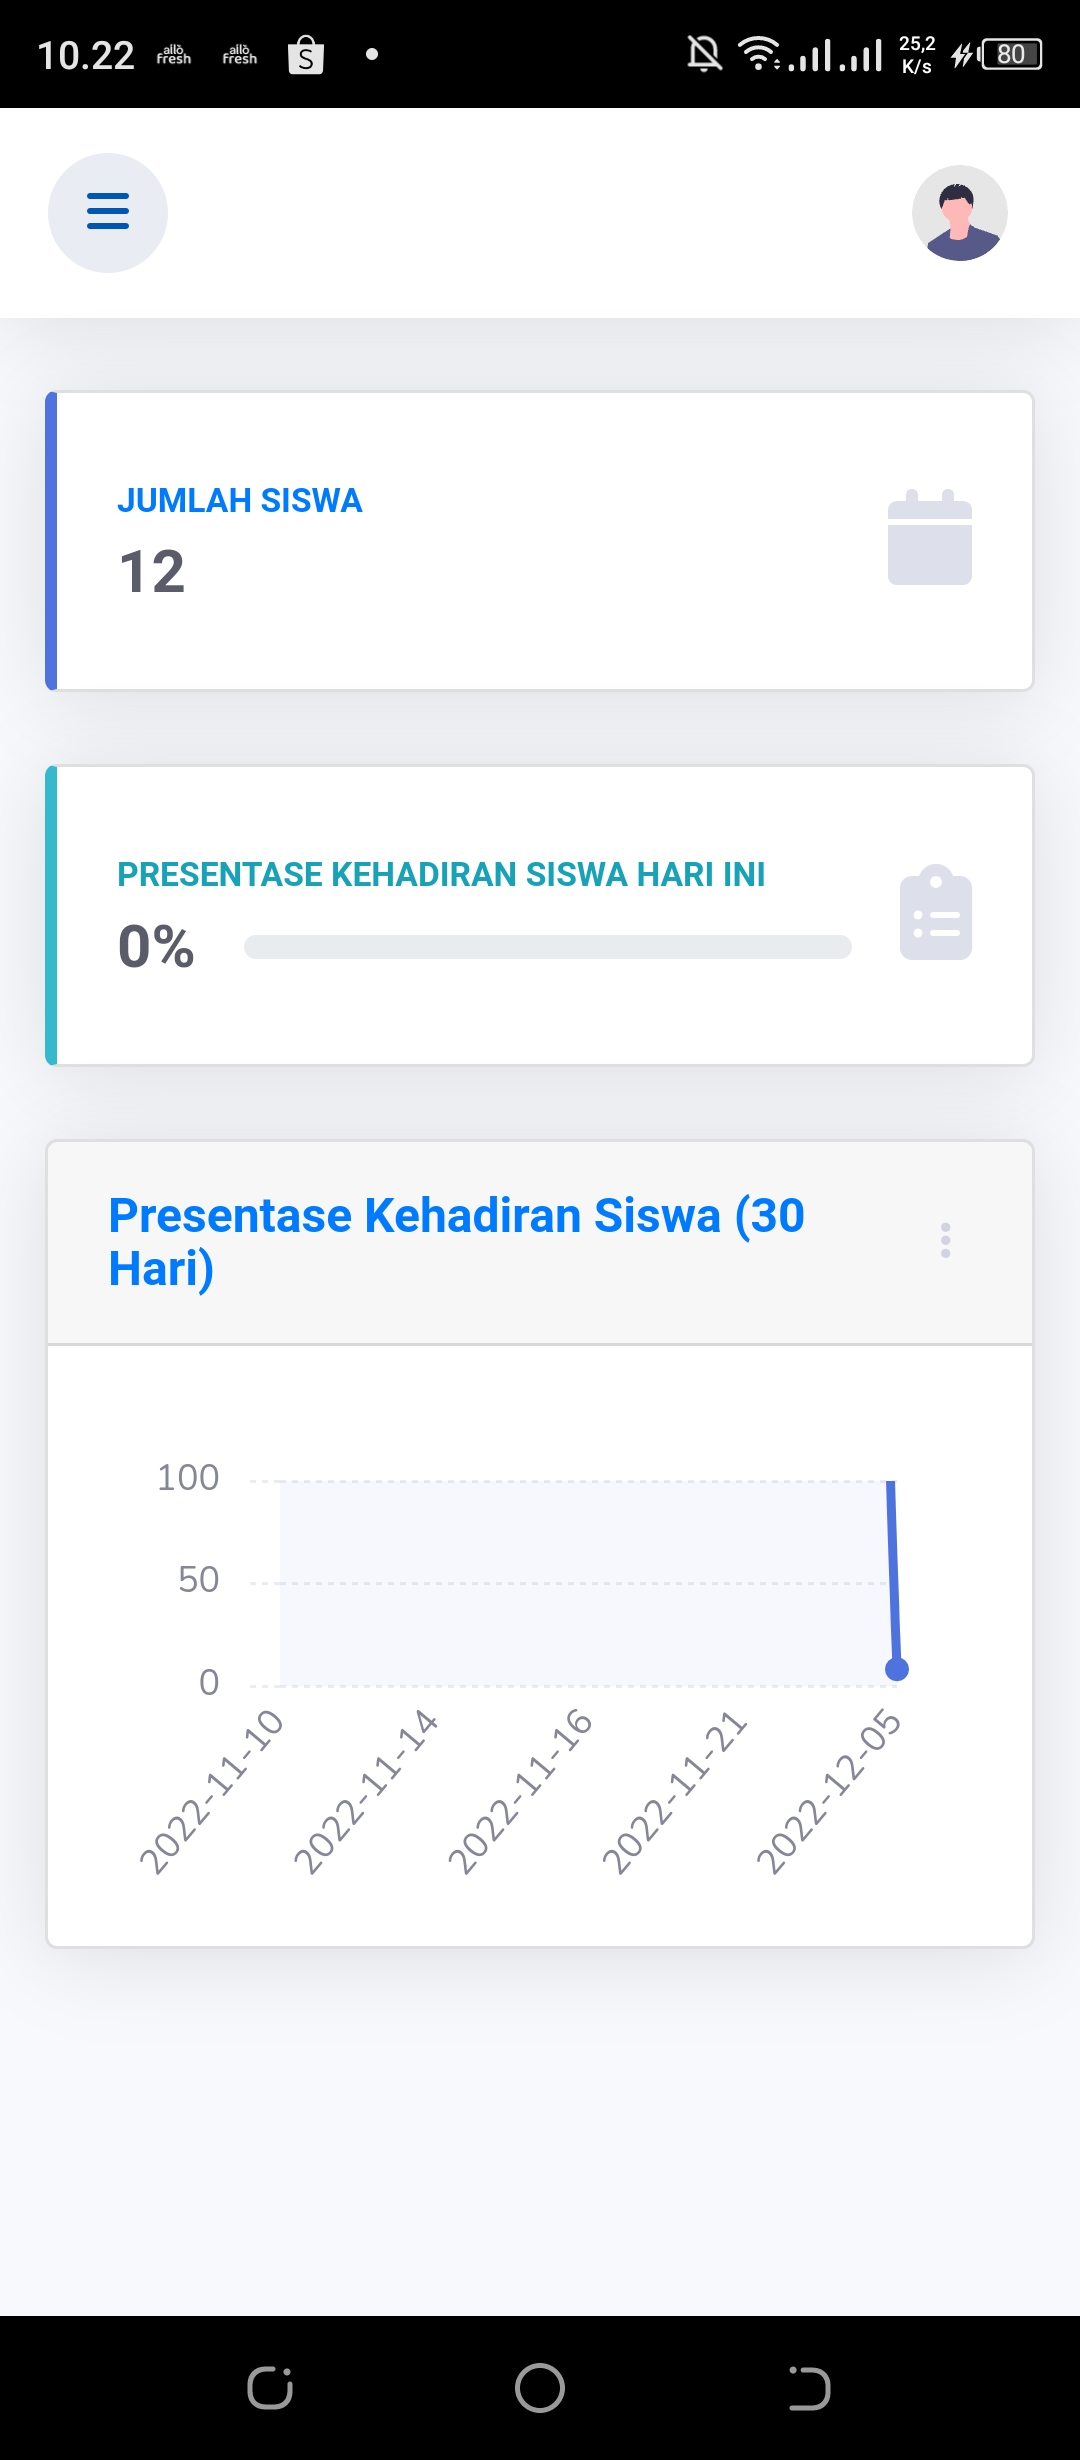 10.22
allo fresh
allo fresh
S
25,2
K/s
80
JUMLAH SISWA
12
PRESENTASE KEHADIRAN SISWA HARI INI
0%
Presentase Kehadiran Siswa (30
Hari)
100
50
0
2022-11-10
2022-11-14
2022-11-16
2022-11-21
2022-12-05